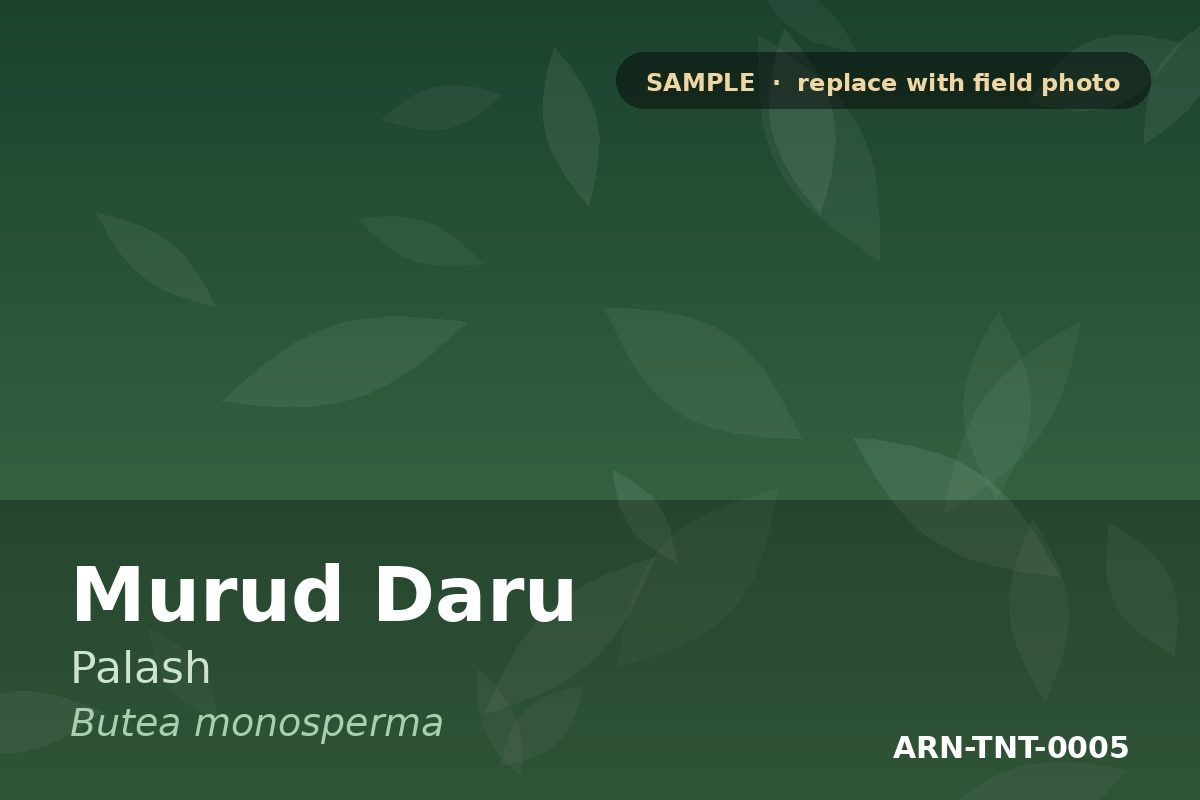 SAMPLE · replace with field photo
Murud Daru
Palash
Butea monosperma
ARN-TNT-0005